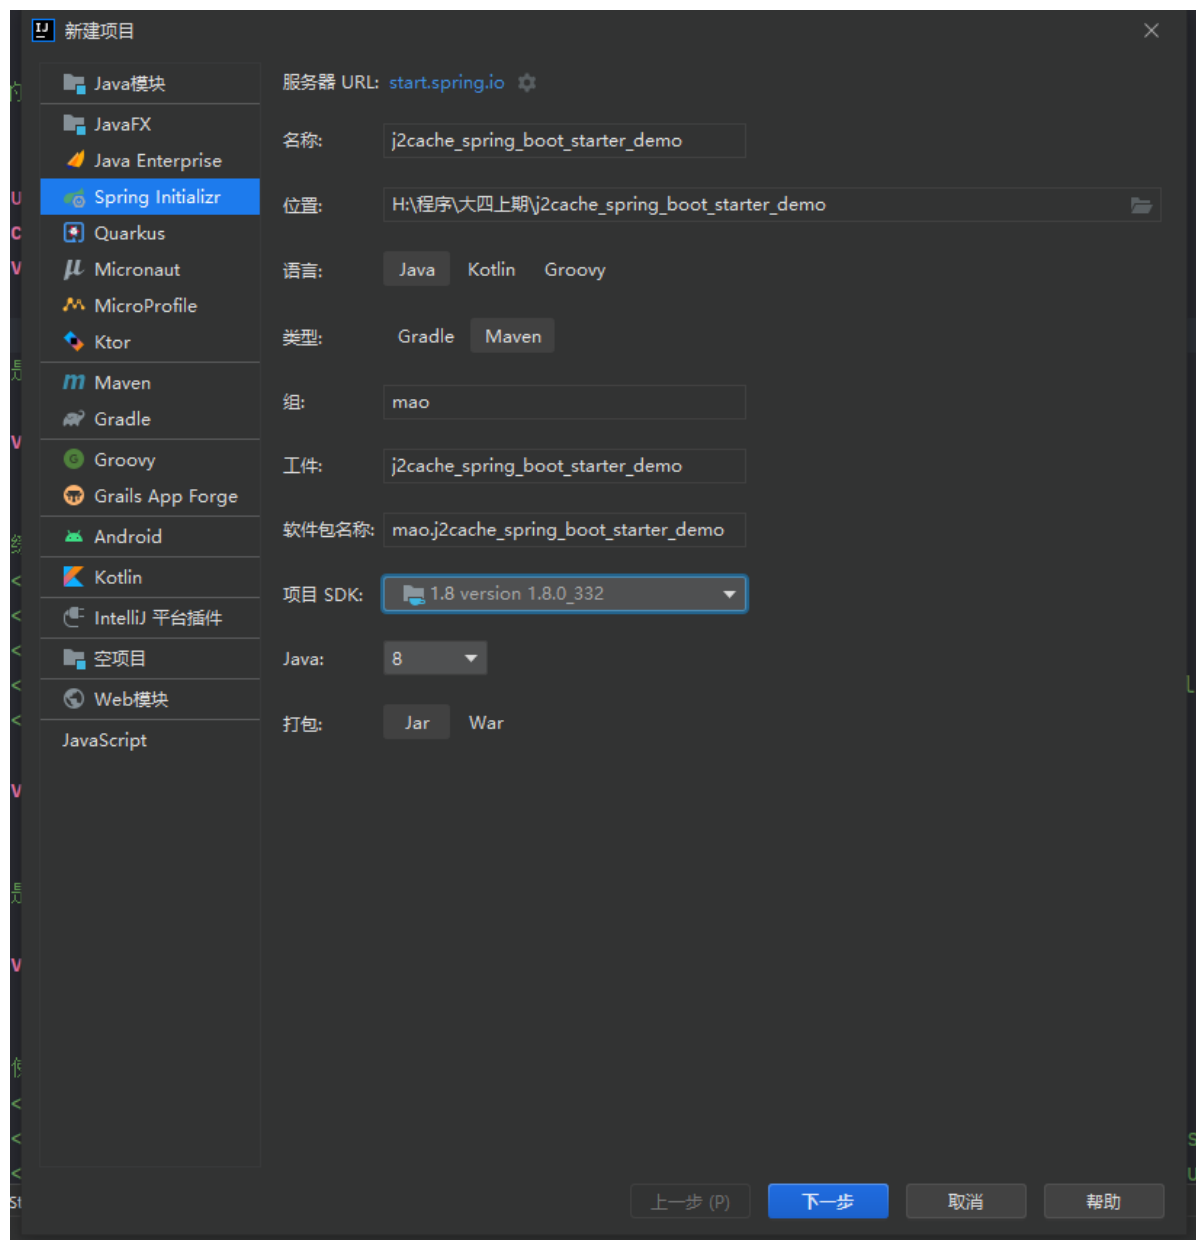 新建项目
Java模块
JavaFX
Java Enterprise
Spring Initializr
Quarkus
Micronaut
MicroProfile
Ktor
Maven
Gradle
Groovy
Grails App Forge
Android
Kotlin
IntelliJ 平台插件
空项目
Web模块
JavaScript
服务器 URL: start.spring.io
名称: j2cache_spring_boot_starter_demo
位置: H:\程序\大四上期\j2cache_spring_boot_starter_demo
语言: Java Kotlin Groovy
类型: Gradle Maven
组: mao
工件: j2cache_spring_boot_starter_demo
软件包名称: mao.j2cache_spring_boot_starter_demo
项目 SDK: 1.8 version 1.8.0_332
Java: 8
打包: Jar War
上一步 (P) 下一步 取消 帮助